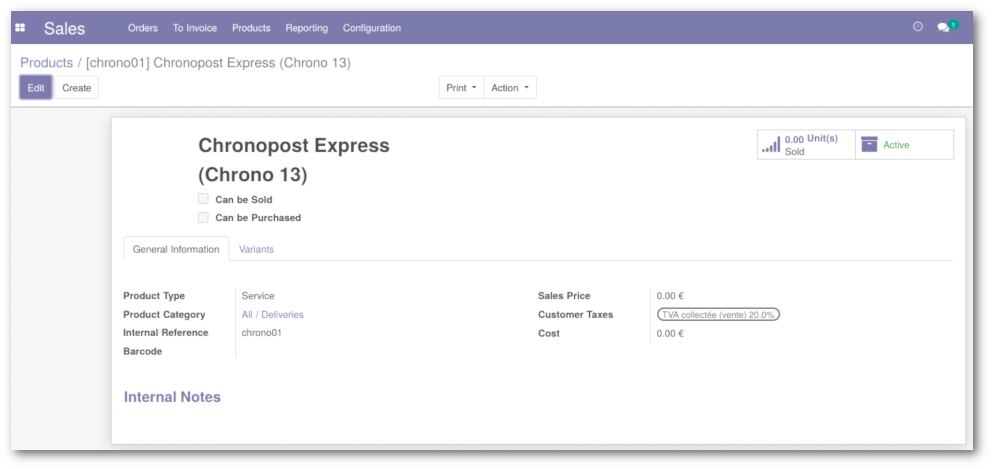 Sales Orders To Invoice Products Reporting Configuration 1
Products / [chrono01] Chronopost Express (Chrono 13)
Edit Create Print Action
Chronopost Express
(Chrono 13)
0.00 Unit(s)
Sold
Active
Can be Sold
Can be Purchased
General Information Variants
Product Type Service Sales Price 0.00 €
Product Category All / Deliveries Customer Taxes TVA collectée (vente) 20.0%
Internal Reference chrono01 Cost 0.00 €
Barcode
Internal Notes